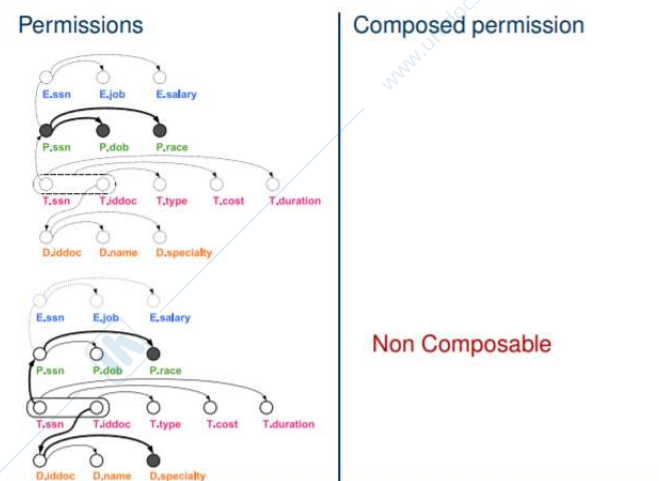 Permissions
Composed permission
E.ssn E.job E.salary
P.ssn P.dob P.race
T.ssn T.iddoc T.type T.cost T.duration
D.iddoc D.name D.specialty
E.ssn E.job E.salary
P.ssn P.dob P.race
Non Composable
T.ssn T.iddoc T.type T.cost T.duration
D.iddoc D.name D.specialty